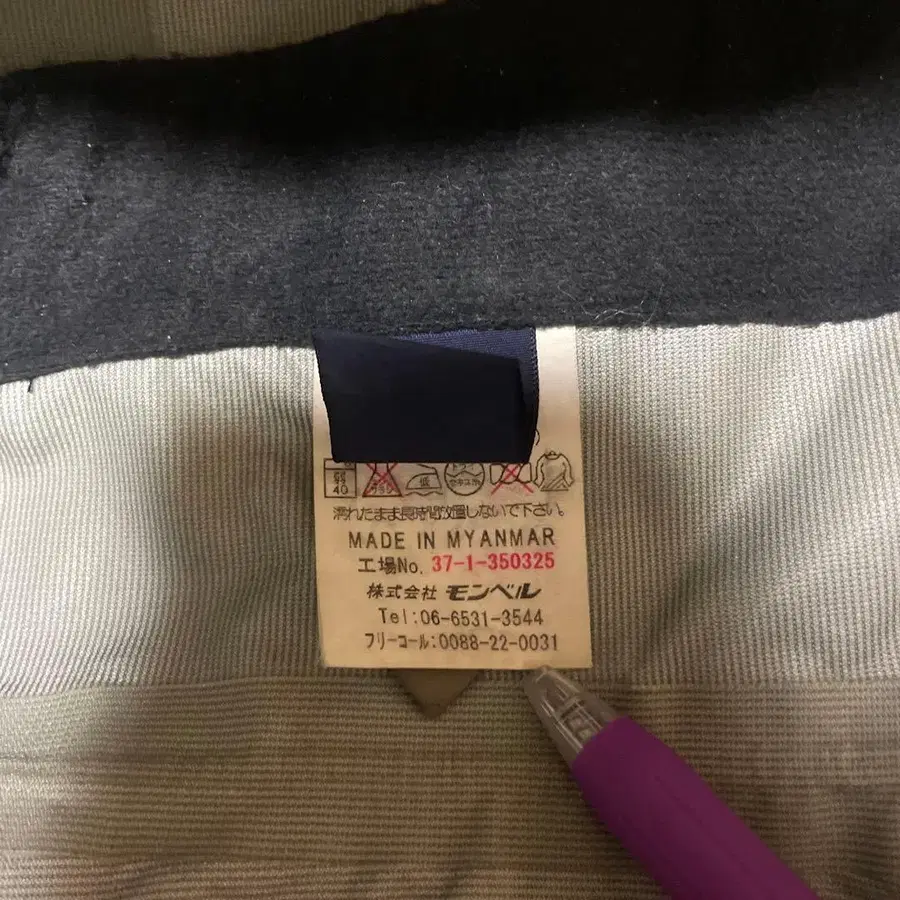 40
低
濡れたまま長時間放置しないで下さい。
MADE IN MYANMAR
工場No. 37-1-350325
株式会社 モンベル
Tel:06-6531-3544
フリーコール:0088-22-0031